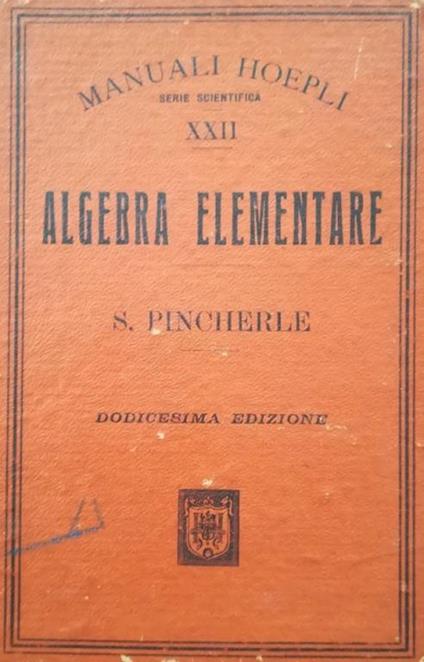 MANUALI HOEPLI
SERIE SCIENTIFICA
XXII
ALGEBRA ELEMENTARE
S. PINCHERLE
DODICESIMA EDIZIONE